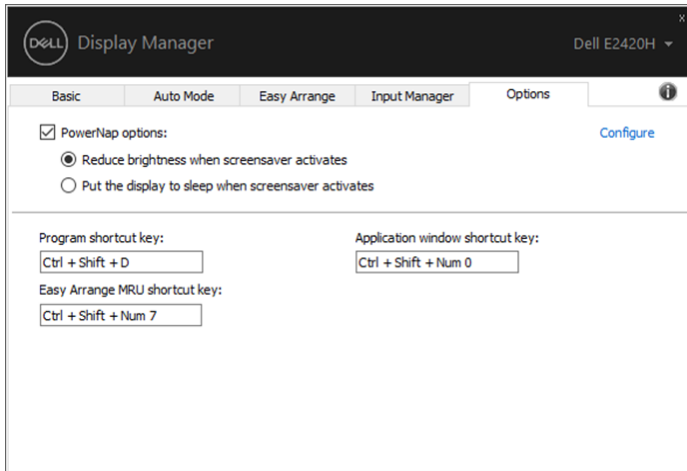 x
DELL Display Manager
Dell E2420H
Basic Auto Mode Easy Arrange Input Manager Options i
PowerNap options: Configure
Reduce brightness when screensaver activates
Put the display to sleep when screensaver activates
Program shortcut key: Application window shortcut key:
Ctrl + Shift + D Ctrl + Shift + Num 0
Easy Arrange MRU shortcut key:
Ctrl + Shift + Num 7